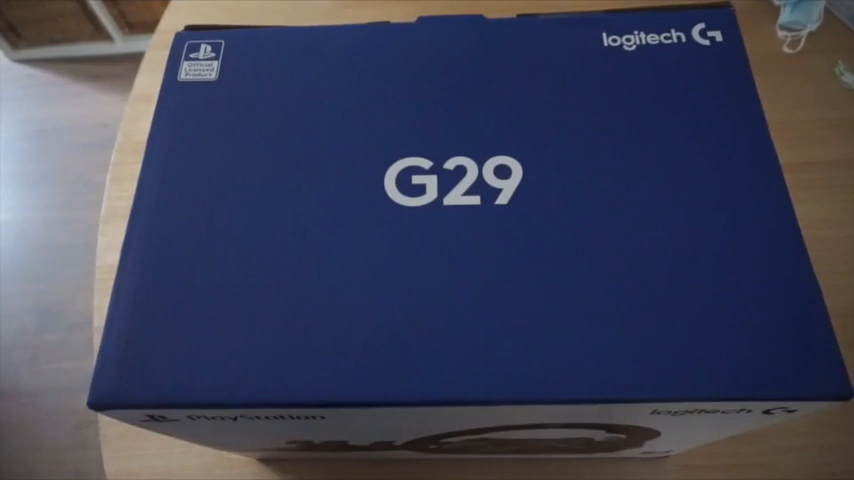 Official
Licensed
Product
logitech G
G29
PlayStation
logitech G